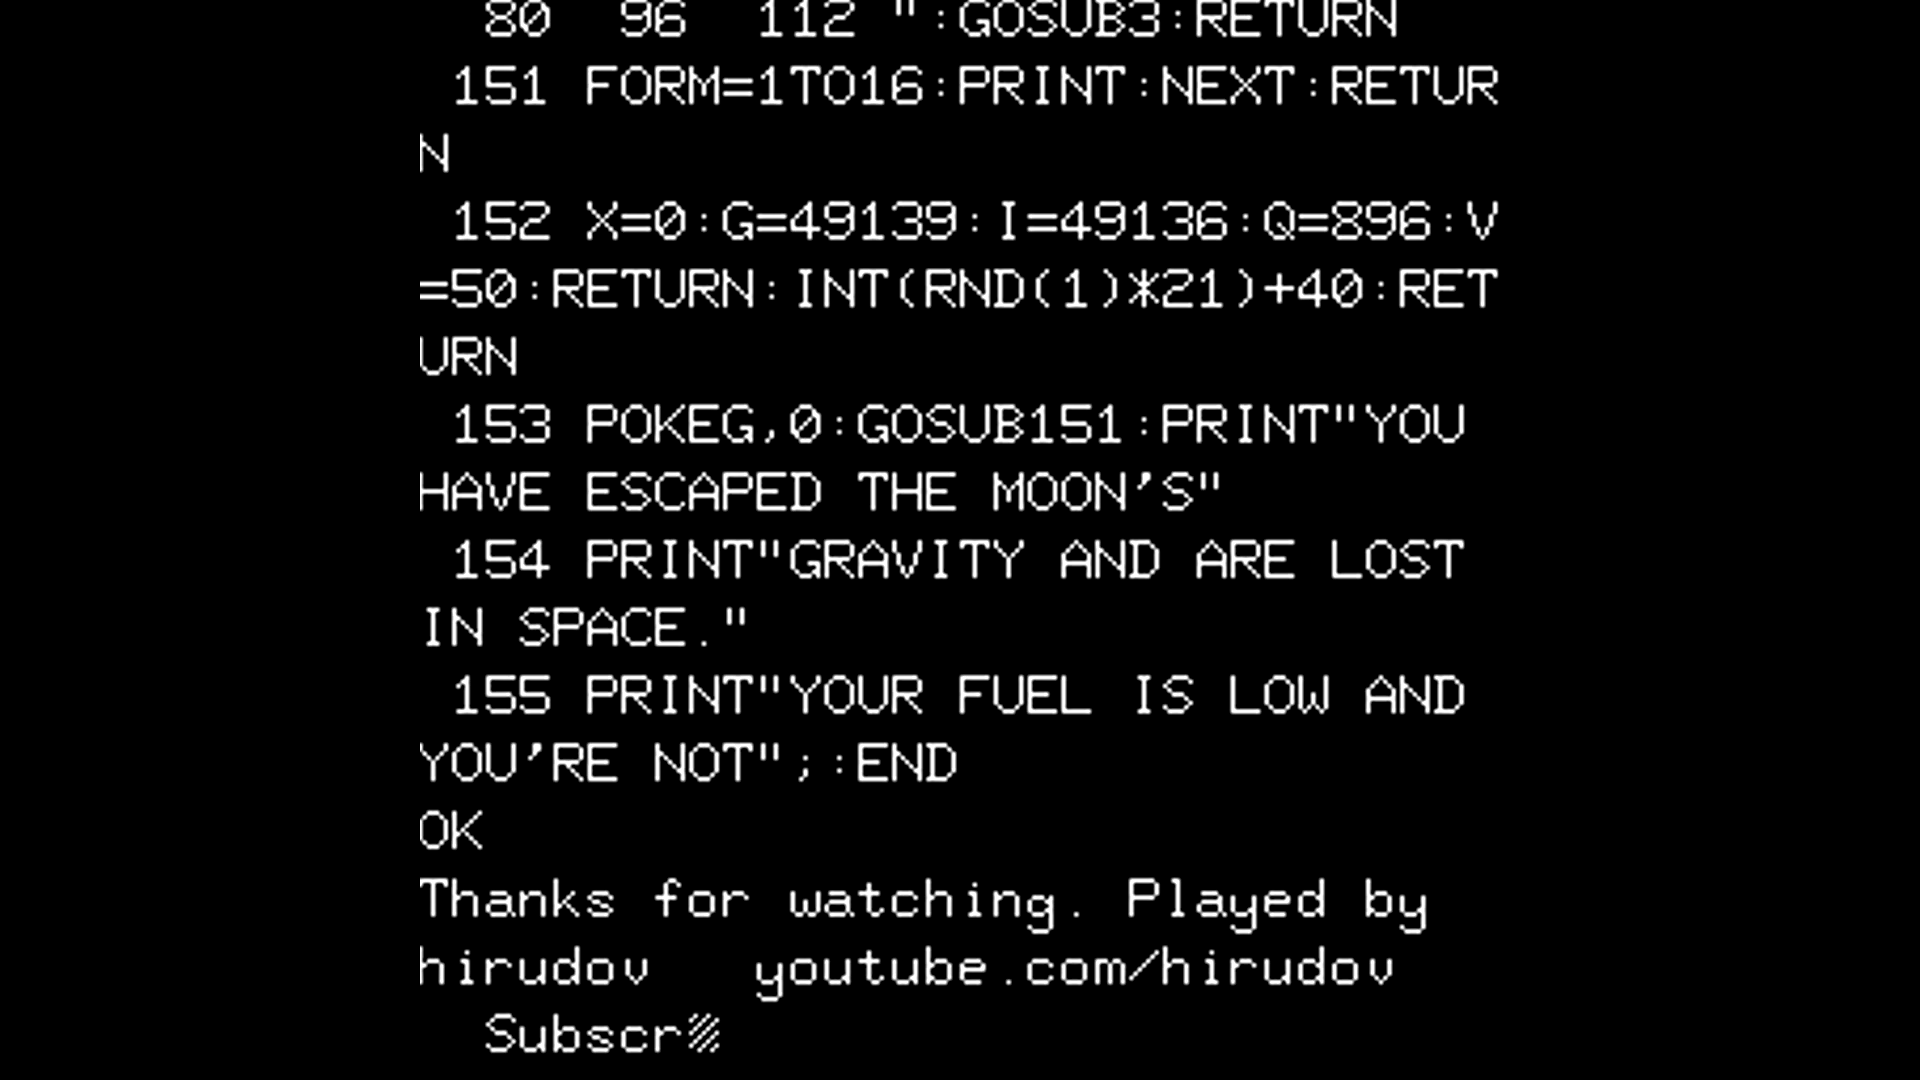 80  96  112 ":GOSUB3:RETURN
151 FORM=1TO16:PRINT:NEXT:RETUR
N
152 X=0:G=49139:I=49136:Q=896:V
=50:RETURN:INT(RND(1)*21)+40:RET
URN
153 POKEG,0:GOSUB151:PRINT"YOU
HAVE ESCAPED THE MOON'S"
154 PRINT"GRAVITY AND ARE LOST
IN SPACE."
155 PRINT"YOUR FUEL IS LOW AND
YOU'RE NOT";:END
OK
Thanks for watching. Played by
hirudov   youtube.com/hirudov
Subscr